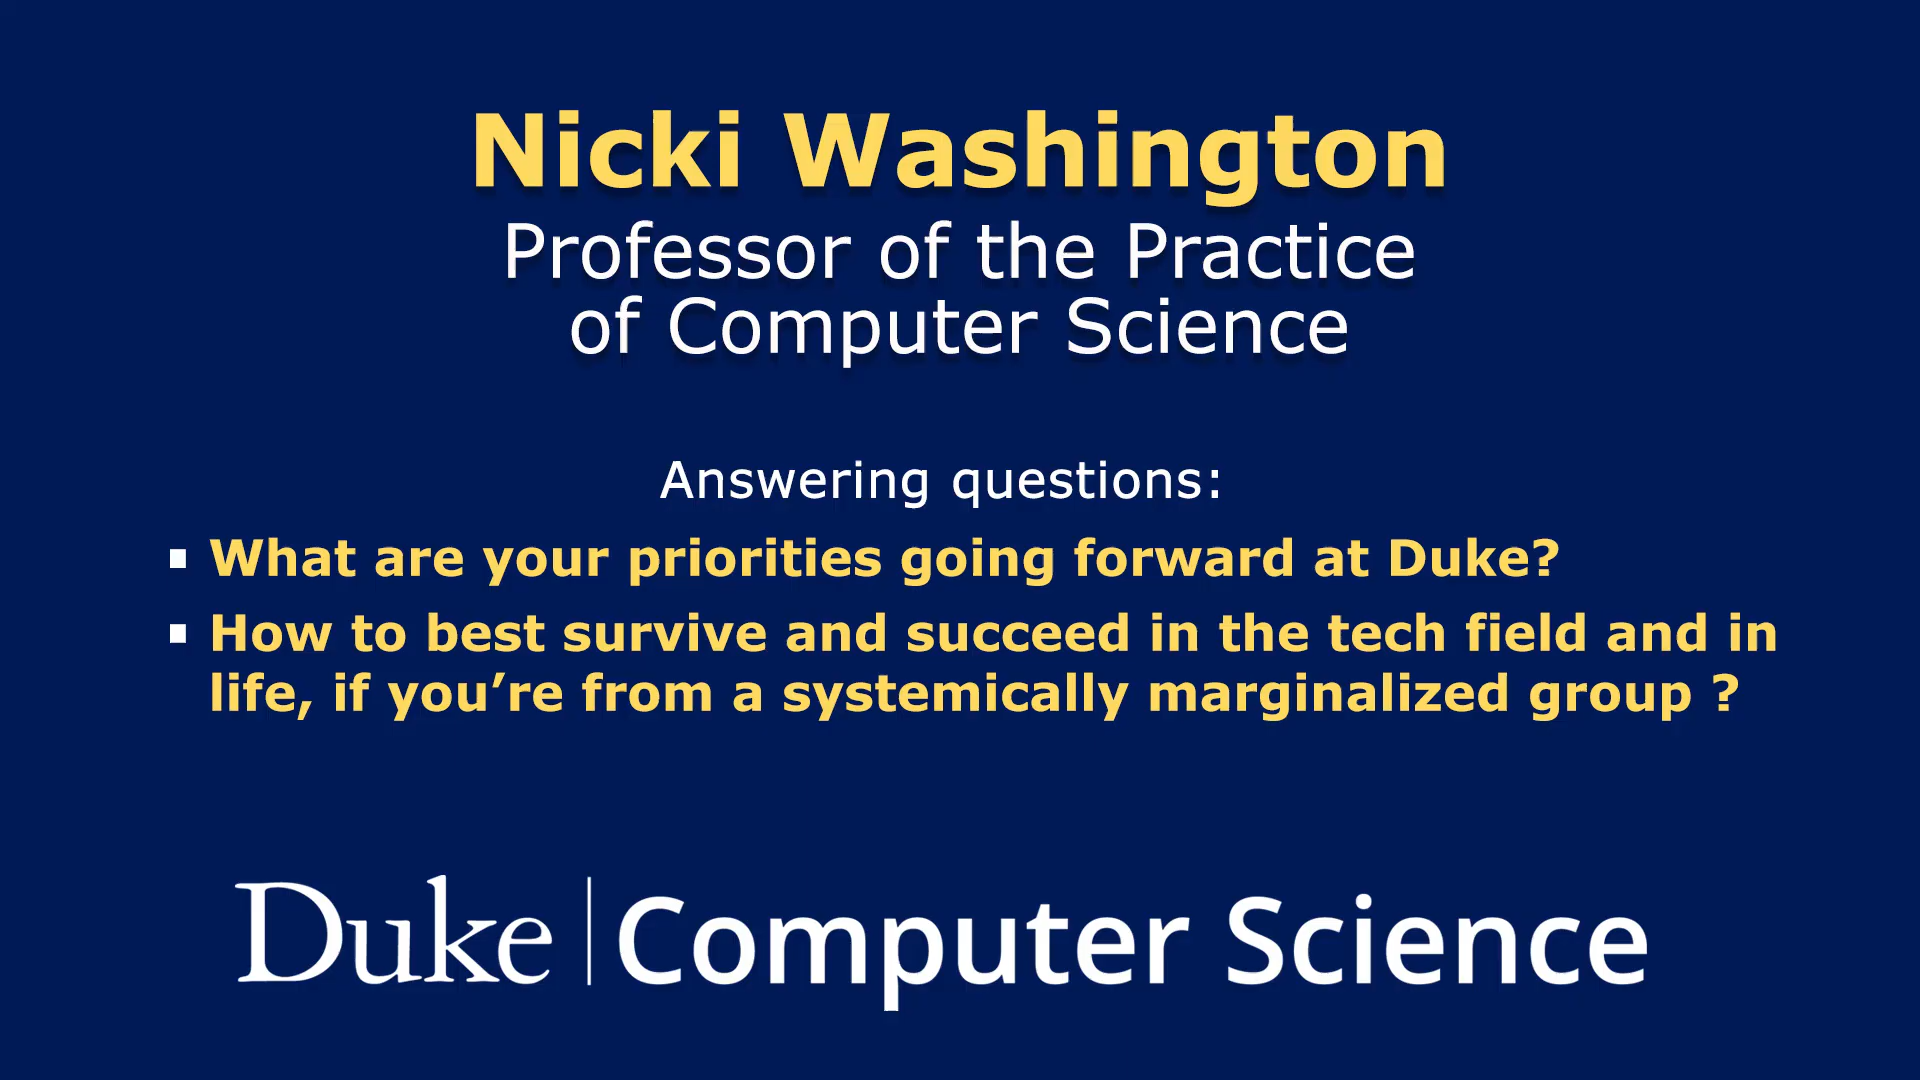 Nicki Washington
Professor of the Practice
of Computer Science
Answering questions:
▪ What are your priorities going forward at Duke?
▪ How to best survive and succeed in the tech field and in
life, if you’re from a systemically marginalized group ?
Duke | Computer Science